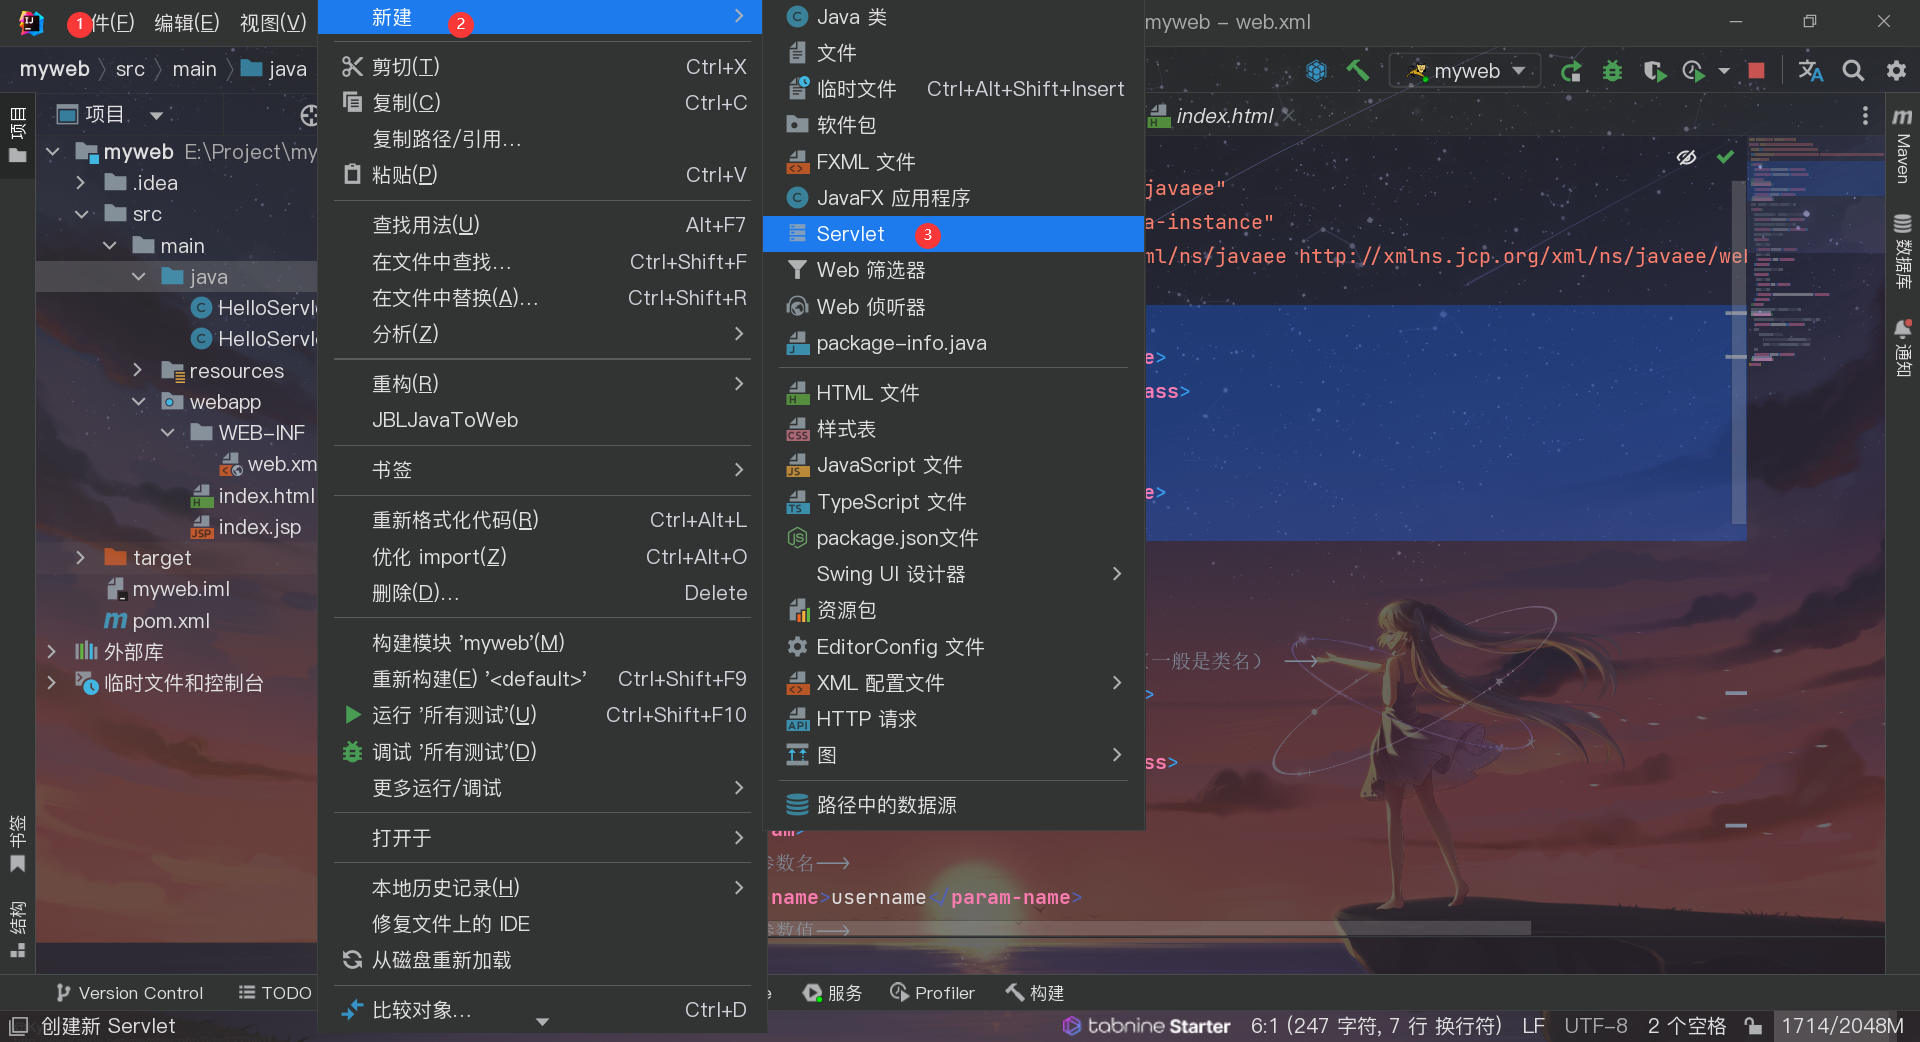 1 件(F) 编辑(E) 视图(V)
myweb – web.xml
myweb src main java
myweb
项目
项目
myweb E:\Project\my
.idea
src
main
java
HelloServl
HelloServl
resources
webapp
WEB-INF
web.xm
index.html
index.jsp
target
myweb.iml
pom.xml
外部库
临时文件和控制台
书签
结构
新建 2
剪切(T) Ctrl+X
复制(C) Ctrl+C
复制路径/引用...
粘贴(P) Ctrl+V
查找用法(U) Alt+F7
在文件中查找... Ctrl+Shift+F
在文件中替换(A)... Ctrl+Shift+R
分析(Z)
重构(R)
JBLJavaToWeb
书签
重新格式化代码(R) Ctrl+Alt+L
优化 import(Z) Ctrl+Alt+O
删除(D)... Delete
构建模块 'myweb'(M)
重新构建(E) '<default>' Ctrl+Shift+F9
运行 '所有测试'(U) Ctrl+Shift+F10
调试 '所有测试'(D)
更多运行/调试
打开于
本地历史记录(H)
修复文件上的 IDE
从磁盘重新加载
比较对象... Ctrl+D
Java 类
文件
临时文件 Ctrl+Alt+Shift+Insert
软件包
FXML 文件
JavaFX 应用程序
Servlet 3
Web 筛选器
Web 侦听器
package-info.java
HTML 文件
样式表
JavaScript 文件
TypeScript 文件
package.json文件
Swing UI 设计器
资源包
EditorConfig 文件
XML 配置文件
HTTP 请求
图
路径中的数据源
index.html
javaee"
a-instance"
ml/ns/javaee http://xmlns.jcp.org/xml/ns/javaee/web
e>
ass>
e>
(一般是类名) -->
>
ss>
am>
参数名-->
name>username</param-name>
参数值-->
Maven
数据库
通知
Version Control TODO e 服务 Profiler 构建
创建新 Servlet
tabnine Starter 6:1 (247 字符, 7 行 换行符) LF UTF-8 2 个空格 1714/2048M